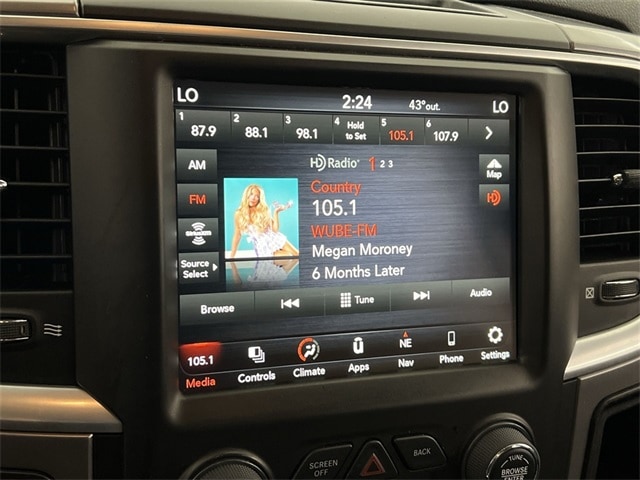 LO 2:24 43°out. LO
1 87.9 2 88.1 3 98.1 4 Hold to Set 5 105.1 6 107.9
AM HD Radio 1 2 3 Map
FM Country HD
105.1
SiriusXM WUBE-FM
Megan Moroney
Source Select 6 Months Later
Browse Tune Audio
105.1 NE
Media Controls Climate Apps Nav Phone Settings
SCREEN OFF BACK TUNE
BROWSE
ENTER